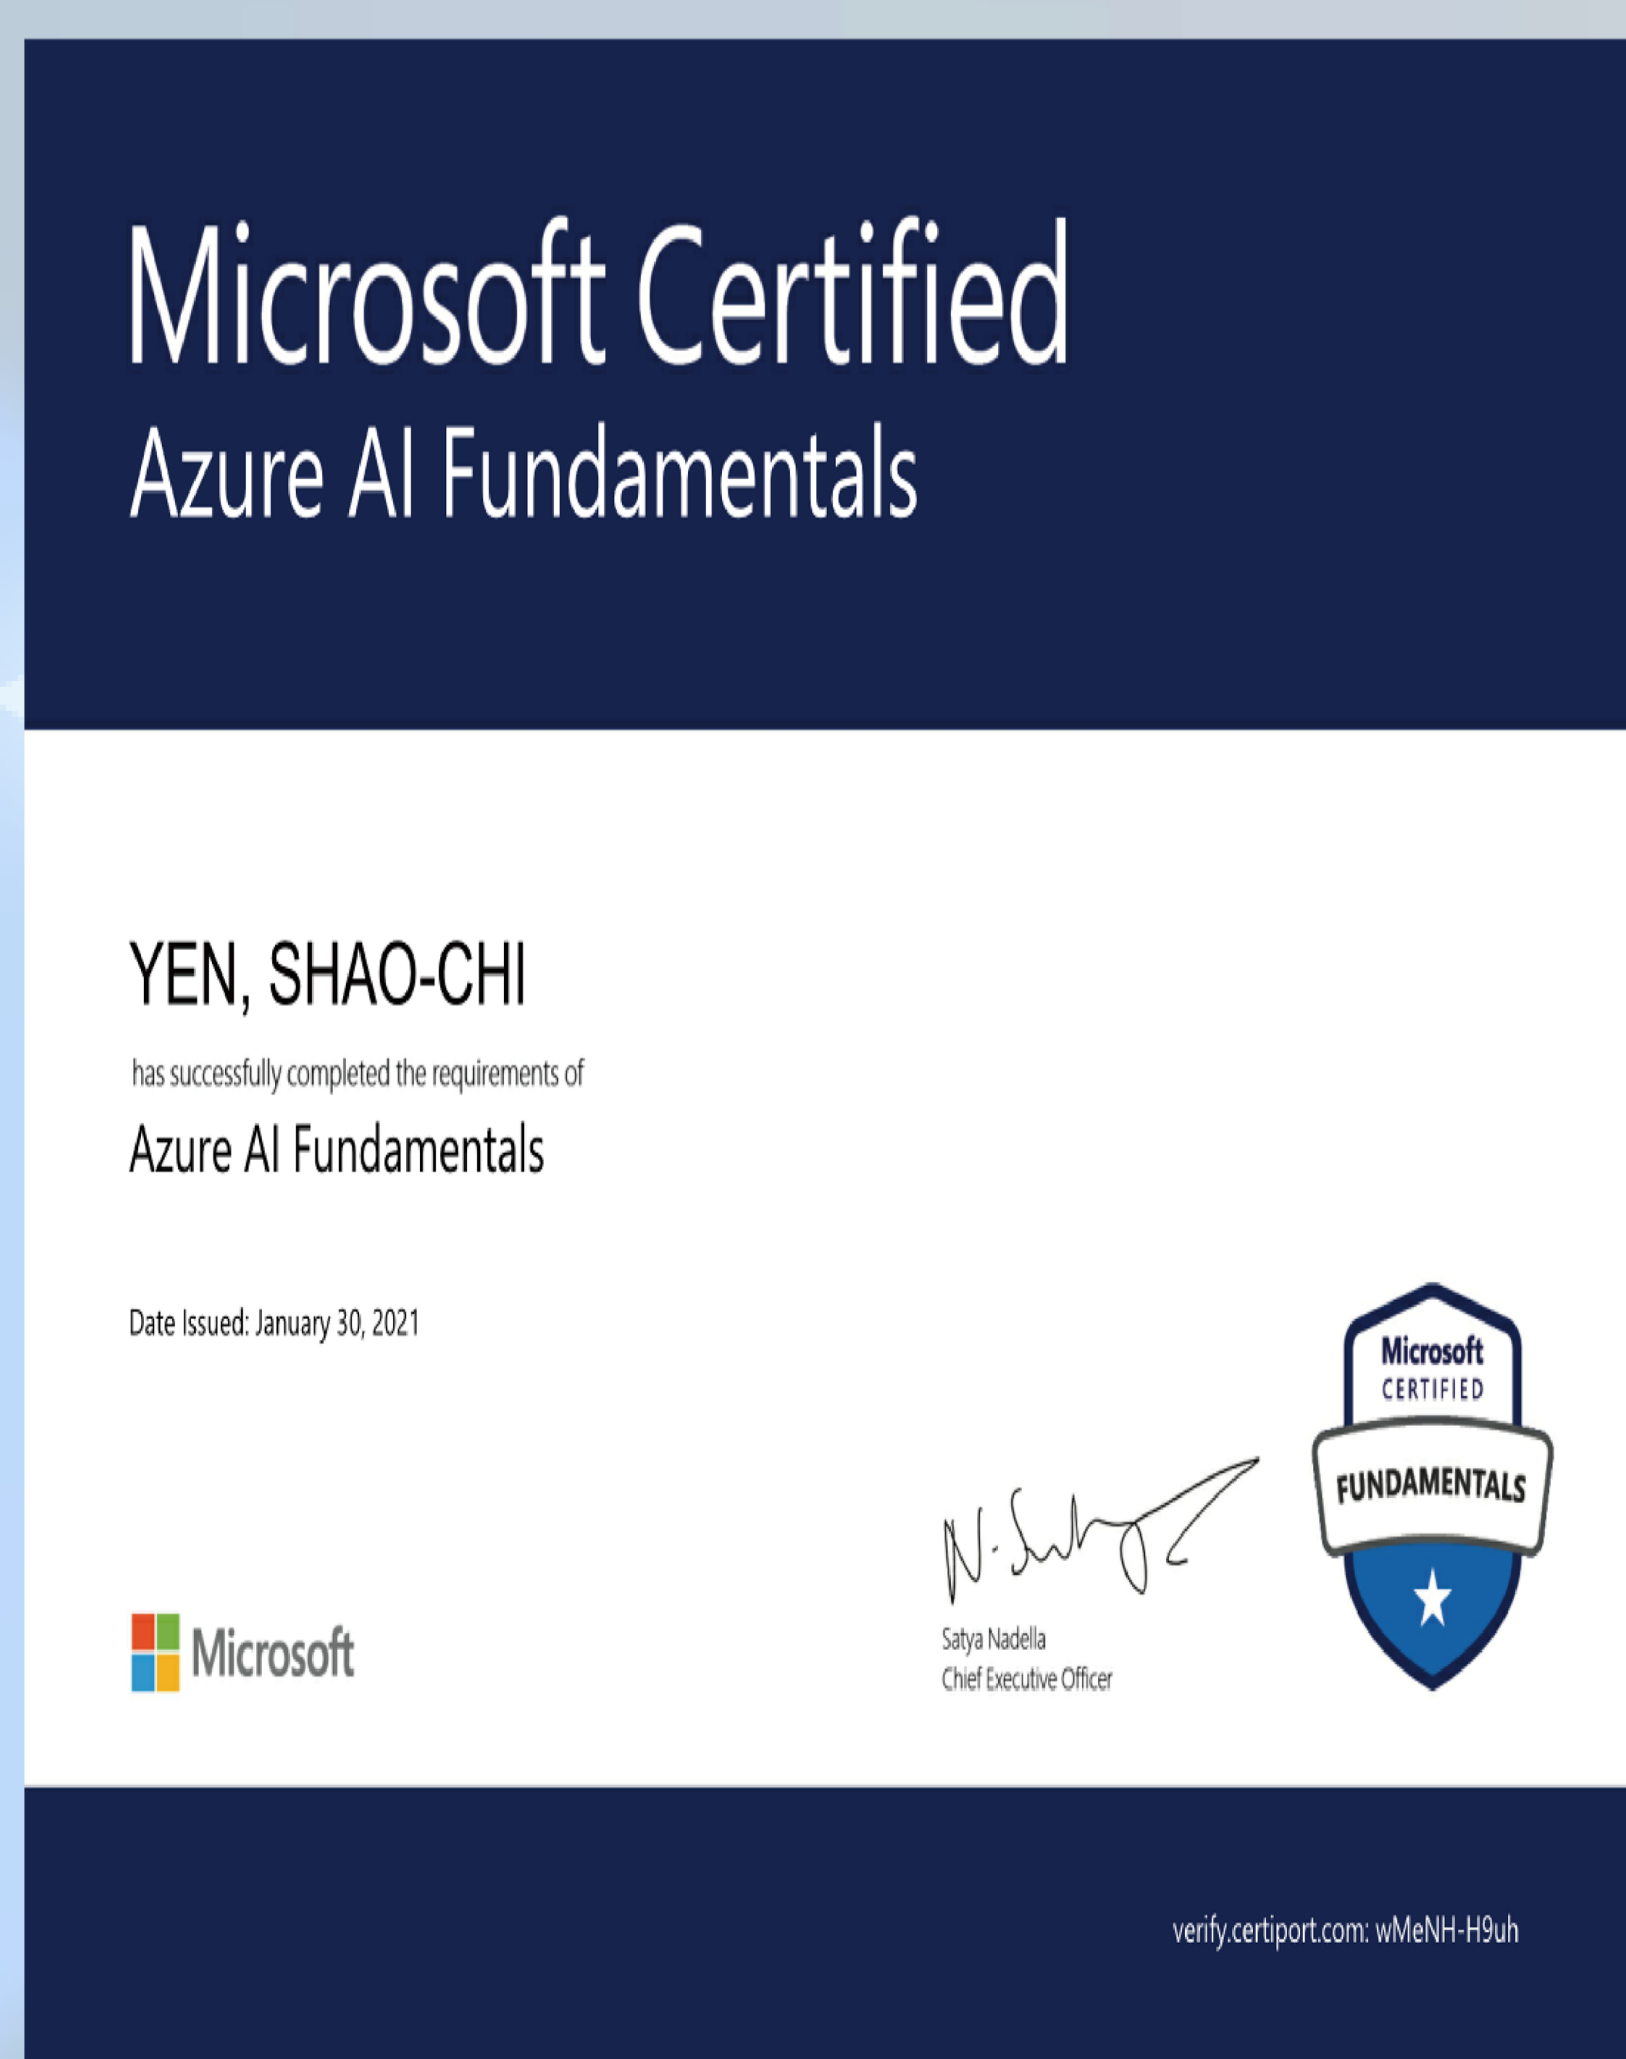 Microsoft Certified
Azure AI Fundamentals
YEN, SHAO-CHI
has successfully completed the requirements of
Azure AI Fundamentals
Date Issued: January 30, 2021
Microsoft
CERTIFIED
FUNDAMENTALS
Microsoft
Satya Nadella
Chief Executive Officer
verify.certiport.com: wMeNH-H9uh